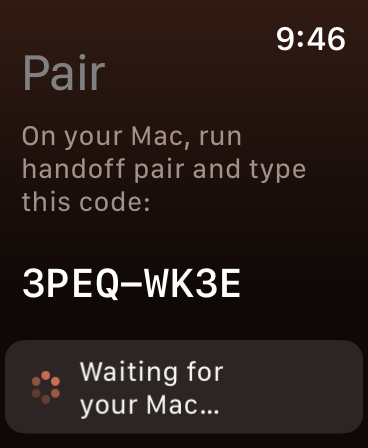 9:46
Pair
On your Mac, run
handoff pair and type
this code:
3PEQ–WK3E
Waiting for
your Mac…